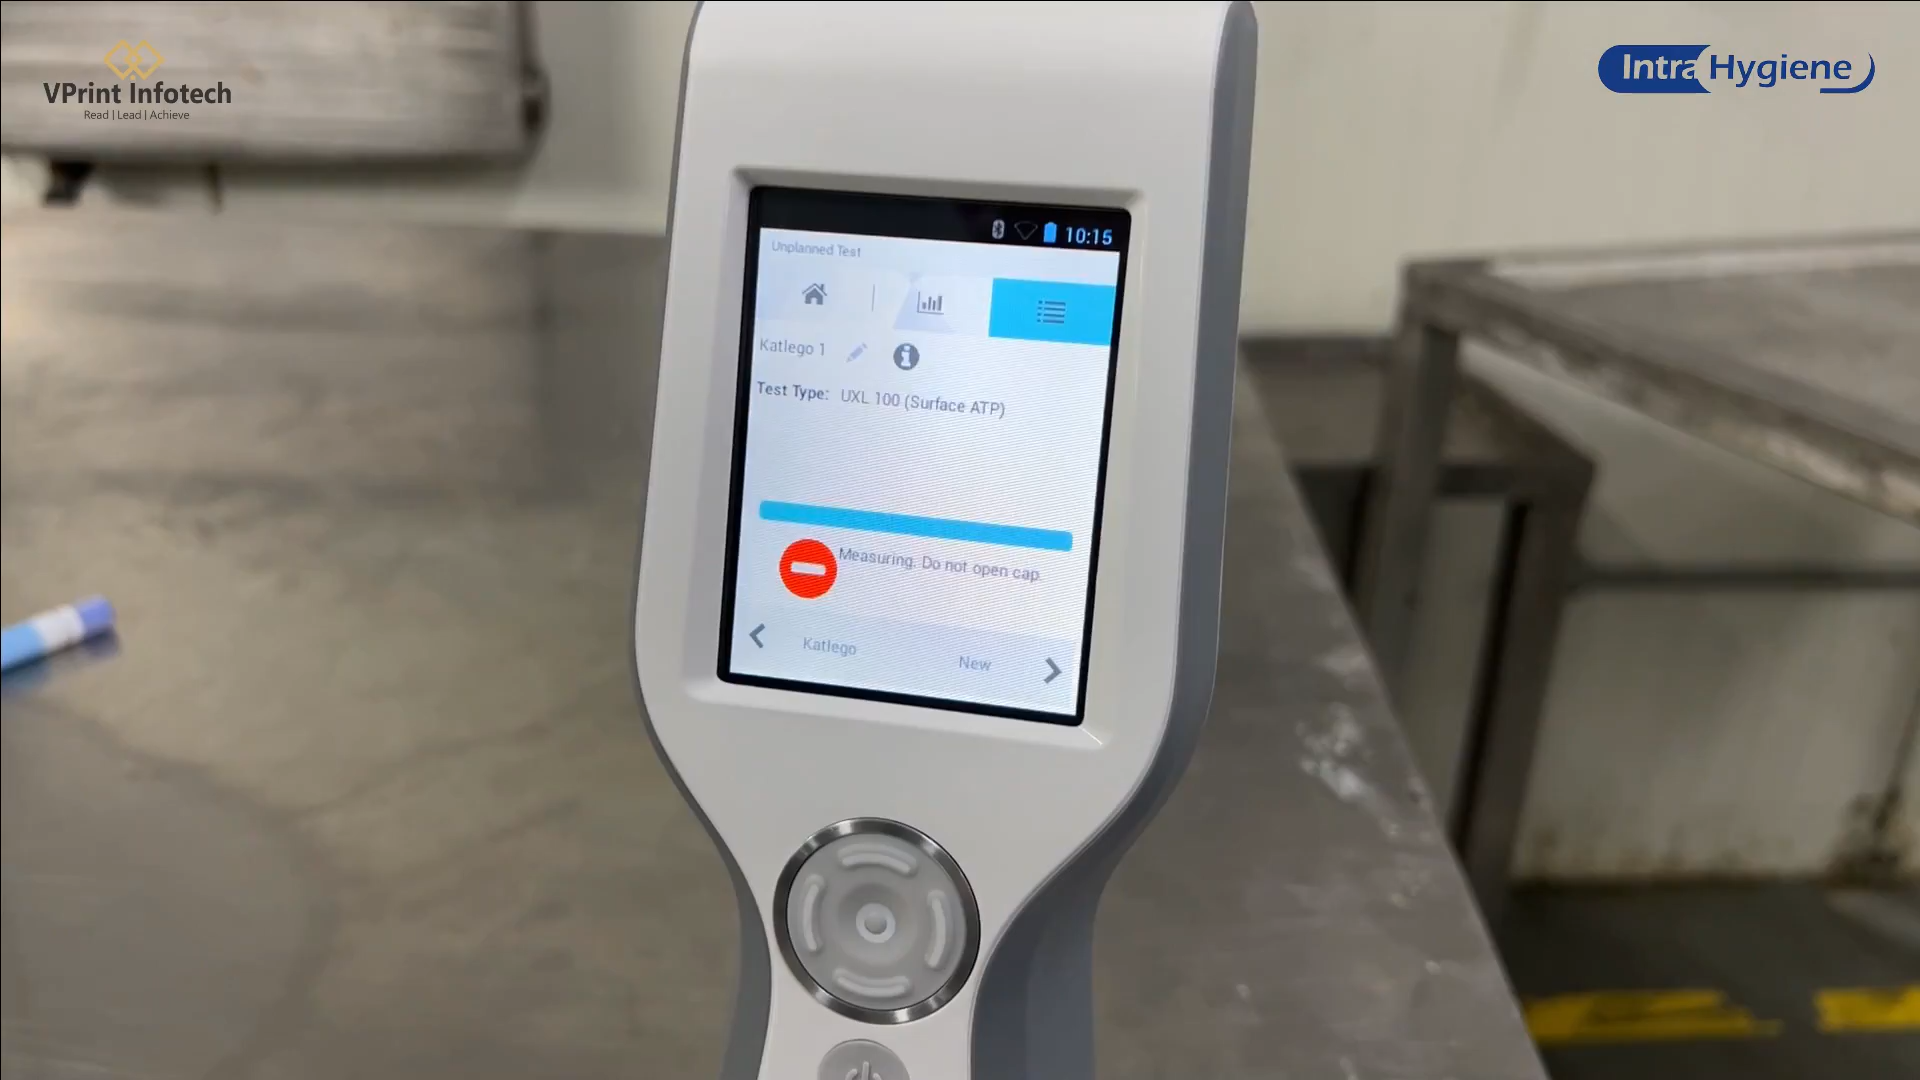 VPrint Infotech
Read | Lead | Achieve
Intra Hygiene
10:15
Unplanned Test
Katlego 1
Test Type: UXL 100 (Surface ATP)
Measuring. Do not open cap.
Katlego
New